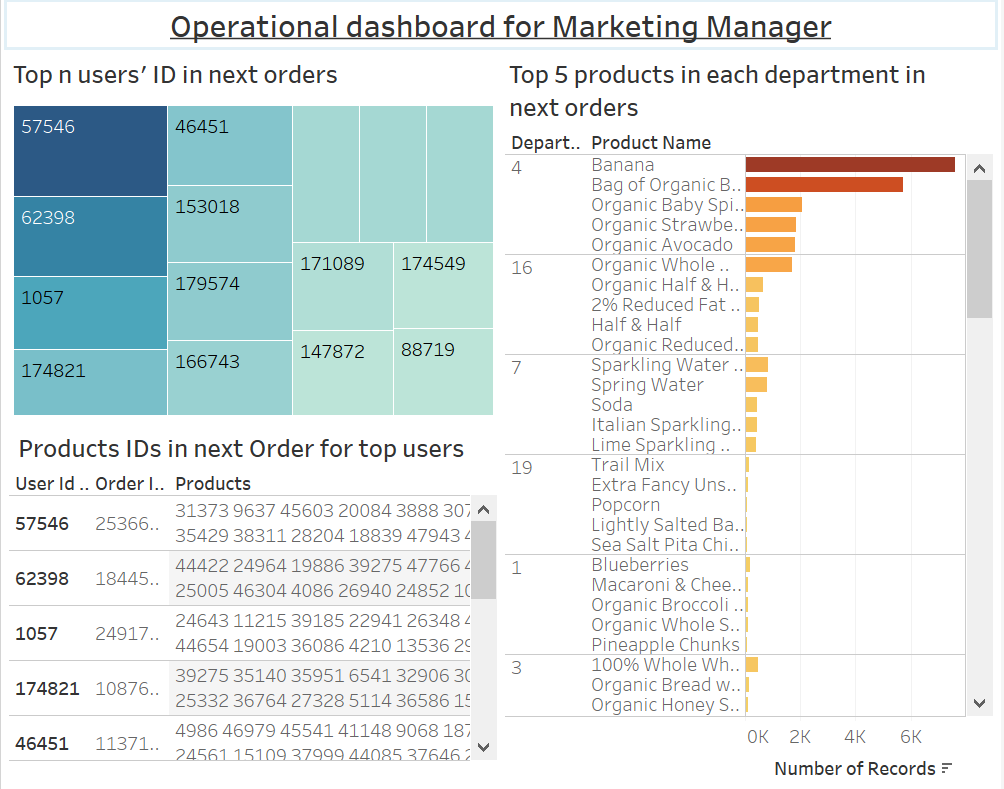 Operational dashboard for Marketing Manager
Top n users’ ID in next orders
57546
62398
1057
174821
46451
153018
179574
166743
171089
174549
147872
88719
Products IDs in next Order for top users
User Id .. Order I.. Products
57546 25366.. 31373 9637 45603 20084 3888 307
35429 38311 28204 18839 47943
62398 18445.. 44422 24964 19886 39275 47766
25005 46304 4086 26940 24852 10
1057 24917.. 24643 11215 39185 22941 26348
44654 19003 36086 4210 13536 29
174821 10876.. 39275 35140 35951 6541 32906 30
25332 36764 27328 5114 36586 15
46451 11371.. 4986 46979 45541 41148 9068 187
24561 15109 37999 44085 37646
Top 5 products in each department in
next orders
Depart.. Product Name
4 Banana
Bag of Organic B..
Organic Baby Spi..
Organic Strawbe..
Organic Avocado
16 Organic Whole ..
Organic Half & H..
2% Reduced Fat ..
Half & Half
Organic Reduced..
7 Sparkling Water ..
Spring Water
Soda
Italian Sparkling..
Lime Sparkling ..
19 Trail Mix
Extra Fancy Uns..
Popcorn
Lightly Salted Ba..
Sea Salt Pita Chi..
1 Blueberries
Macaroni & Chee..
Organic Broccoli ..
Organic Whole S..
Pineapple Chunks
3 100% Whole Wh..
Organic Bread w..
Organic Honey S..
0K 2K 4K 6K
Number of Records